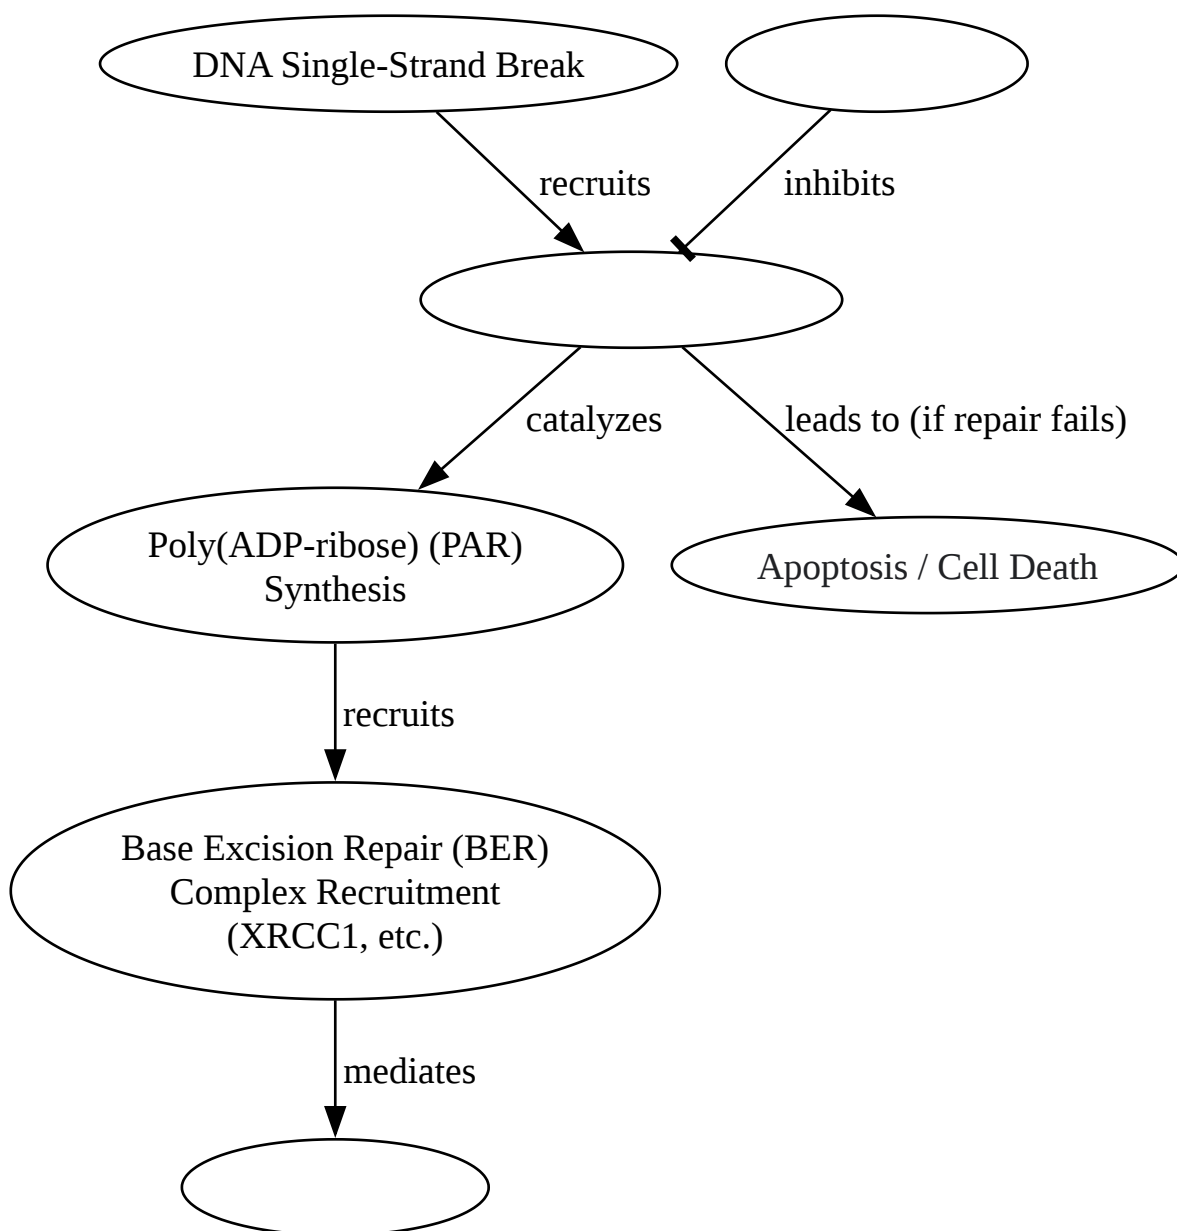 DNA Single-Strand Break
recruits
inhibits
catalyzes
leads to (if repair fails)
Poly(ADP-ribose) (PAR)
Synthesis
Apoptosis / Cell Death
recruits
Base Excision Repair (BER)
Complex Recruitment
(XRCC1, etc.)
mediates